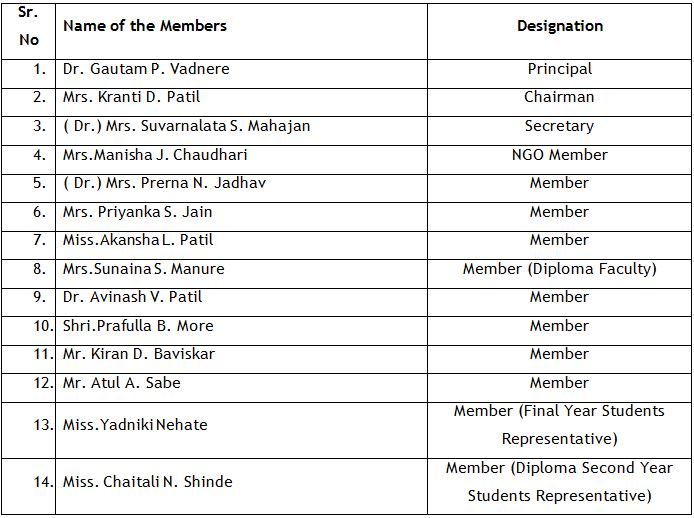 Sr. No Name of the Members Designation
1. Dr. Gautam P. Vadnere Principal
2. Mrs. Kranti D. Patil Chairman
3. ( Dr.) Mrs. Suvarnalata S. Mahajan Secretary
4. Mrs.Manisha J. Chaudhari NGO Member
5. ( Dr.) Mrs. Prerna N. Jadhav Member
6. Mrs. Priyanka S. Jain Member
7. Miss.Akansha L. Patil Member
8. Mrs.Sunaina S. Manure Member (Diploma Faculty)
9. Dr. Avinash V. Patil Member
10. Shri.Prafulla B. More Member
11. Mr. Kiran D. Baviskar Member
12. Mr. Atul A. Sabe Member
13. Miss.Yadniki Nehate Member (Final Year Students
Representative)
14. Miss. Chaitali N. Shinde Member (Diploma Second Year
Students Representative)